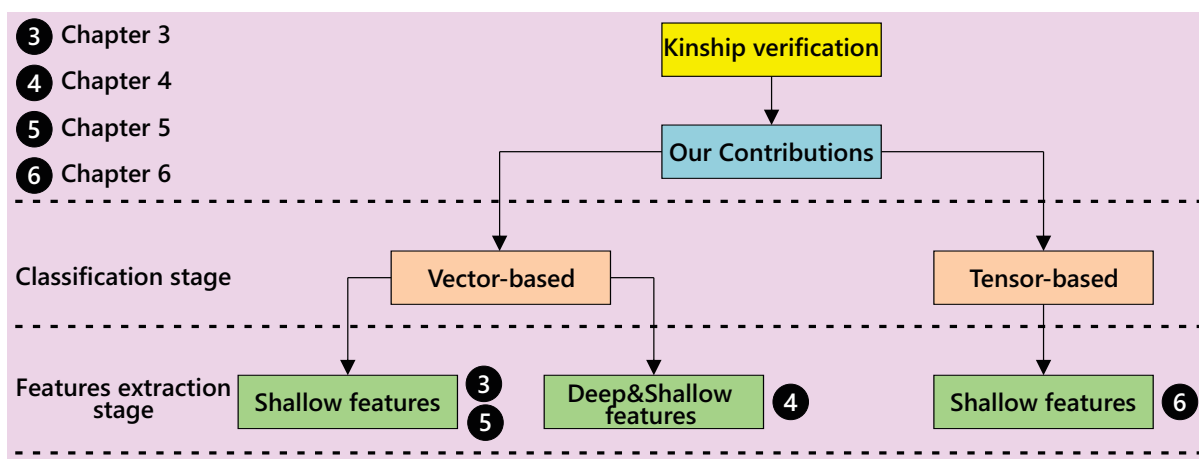 3 Chapter 3
4 Chapter 4
5 Chapter 5
6 Chapter 6
Kinship verification
Our Contributions
Classification stage
Vector-based
Tensor-based
Features extraction
stage
Shallow features
3
5
Deep&Shallow
features
4
Shallow features
6